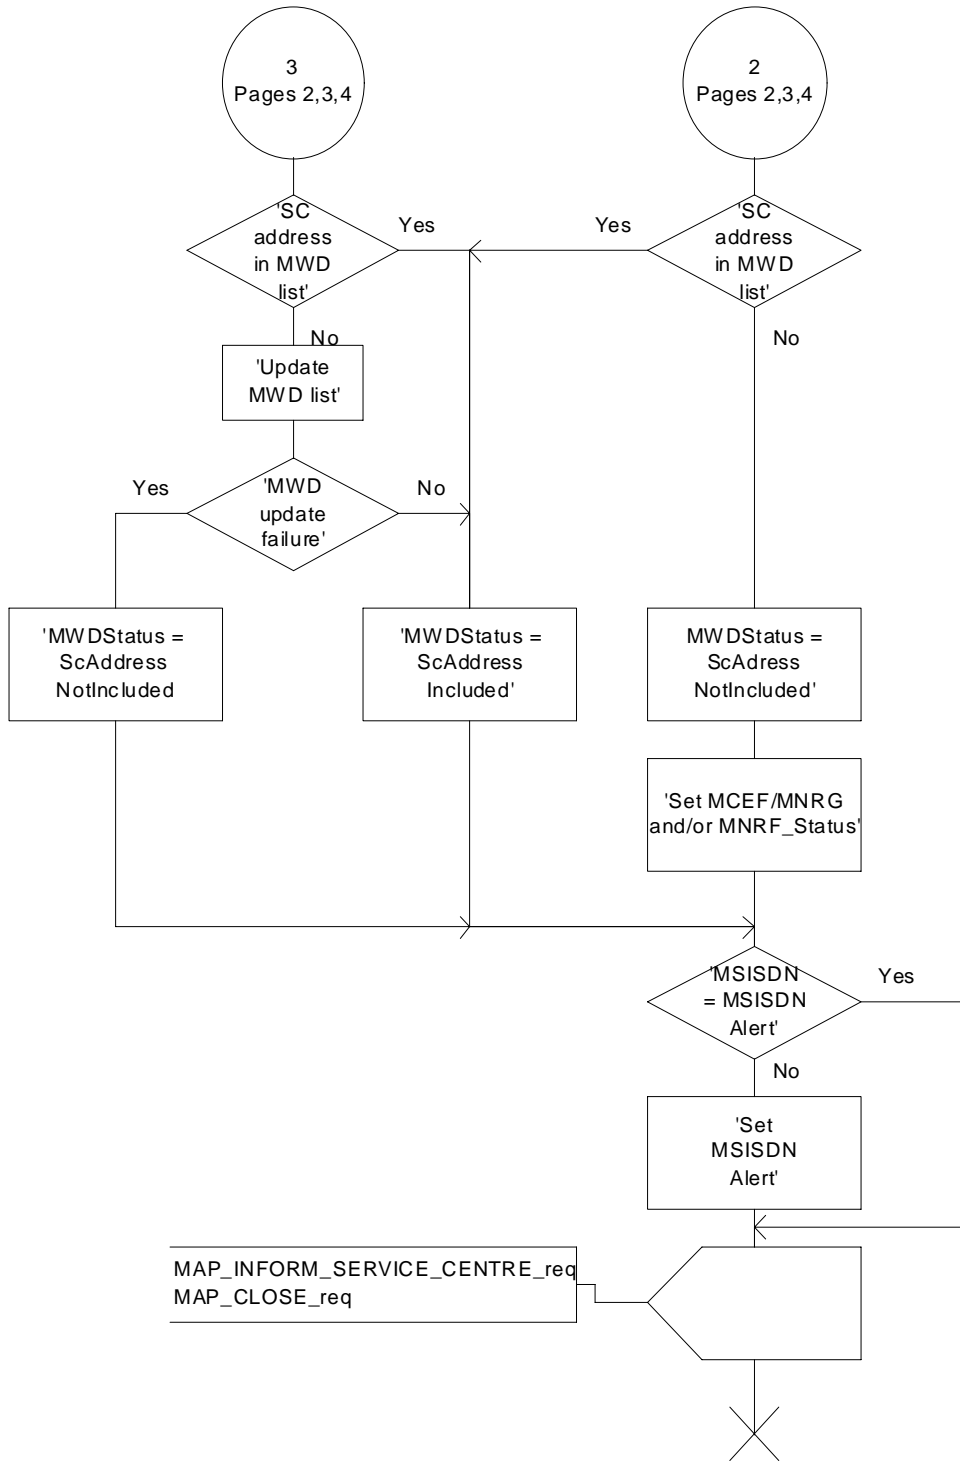 3
Pages 2,3,4
2
Pages 2,3,4
'SC
address
in MWD
list'
Yes
Yes
'SC
address
in MWD
list'
No
No
'Update
MWD list'
Yes
'MWD
update
failure'
No
'MWDStatus =
ScAddress
NotIncluded
'MWDStatus =
ScAddress
Included'
MWDStatus =
ScAdress
NotIncluded'
'Set MCEF/MNRG
and/or MNRF_Status'
'MSISDN
= MSISDN
Alert'
Yes
No
'Set
MSISDN
Alert'
MAP_INFORM_SERVICE_CENTRE_req
MAP_CLOSE_req